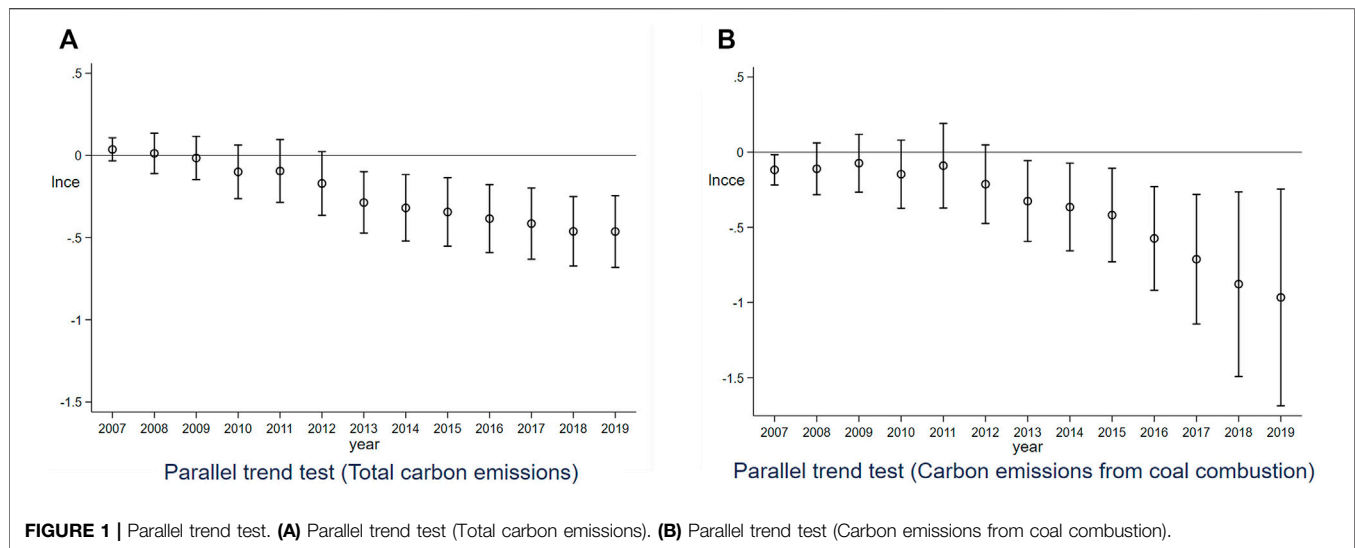 A
.5
0
lnce
-.5
-1
-1.5
2007 2008 2009 2010 2011 2012 2013 2014 2015 2016 2017 2018 2019
year
Parallel trend test (Total carbon emissions)
B
.5
0
lncce
-.5
-1
-1.5
2007 2008 2009 2010 2011 2012 2013 2014 2015 2016 2017 2018 2019
year
Parallel trend test (Carbon emissions from coal combustion)
FIGURE 1 | Parallel trend test. (A) Parallel trend test (Total carbon emissions). (B) Parallel trend test (Carbon emissions from coal combustion).